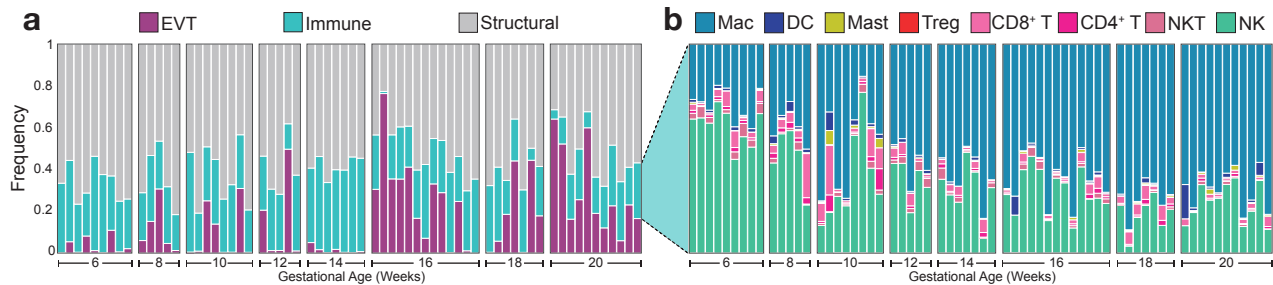 a EVT Immune Structural
Frequency
1
0.8
0.6
0.4
0.2
0
6 8 10 12 14 16 18 20
Gestational Age (Weeks)
b Mac DC Mast Treg CD8⁺ T CD4⁺ T NKT NK
6 8 10 12 14 16 18 20
Gestational Age (Weeks)